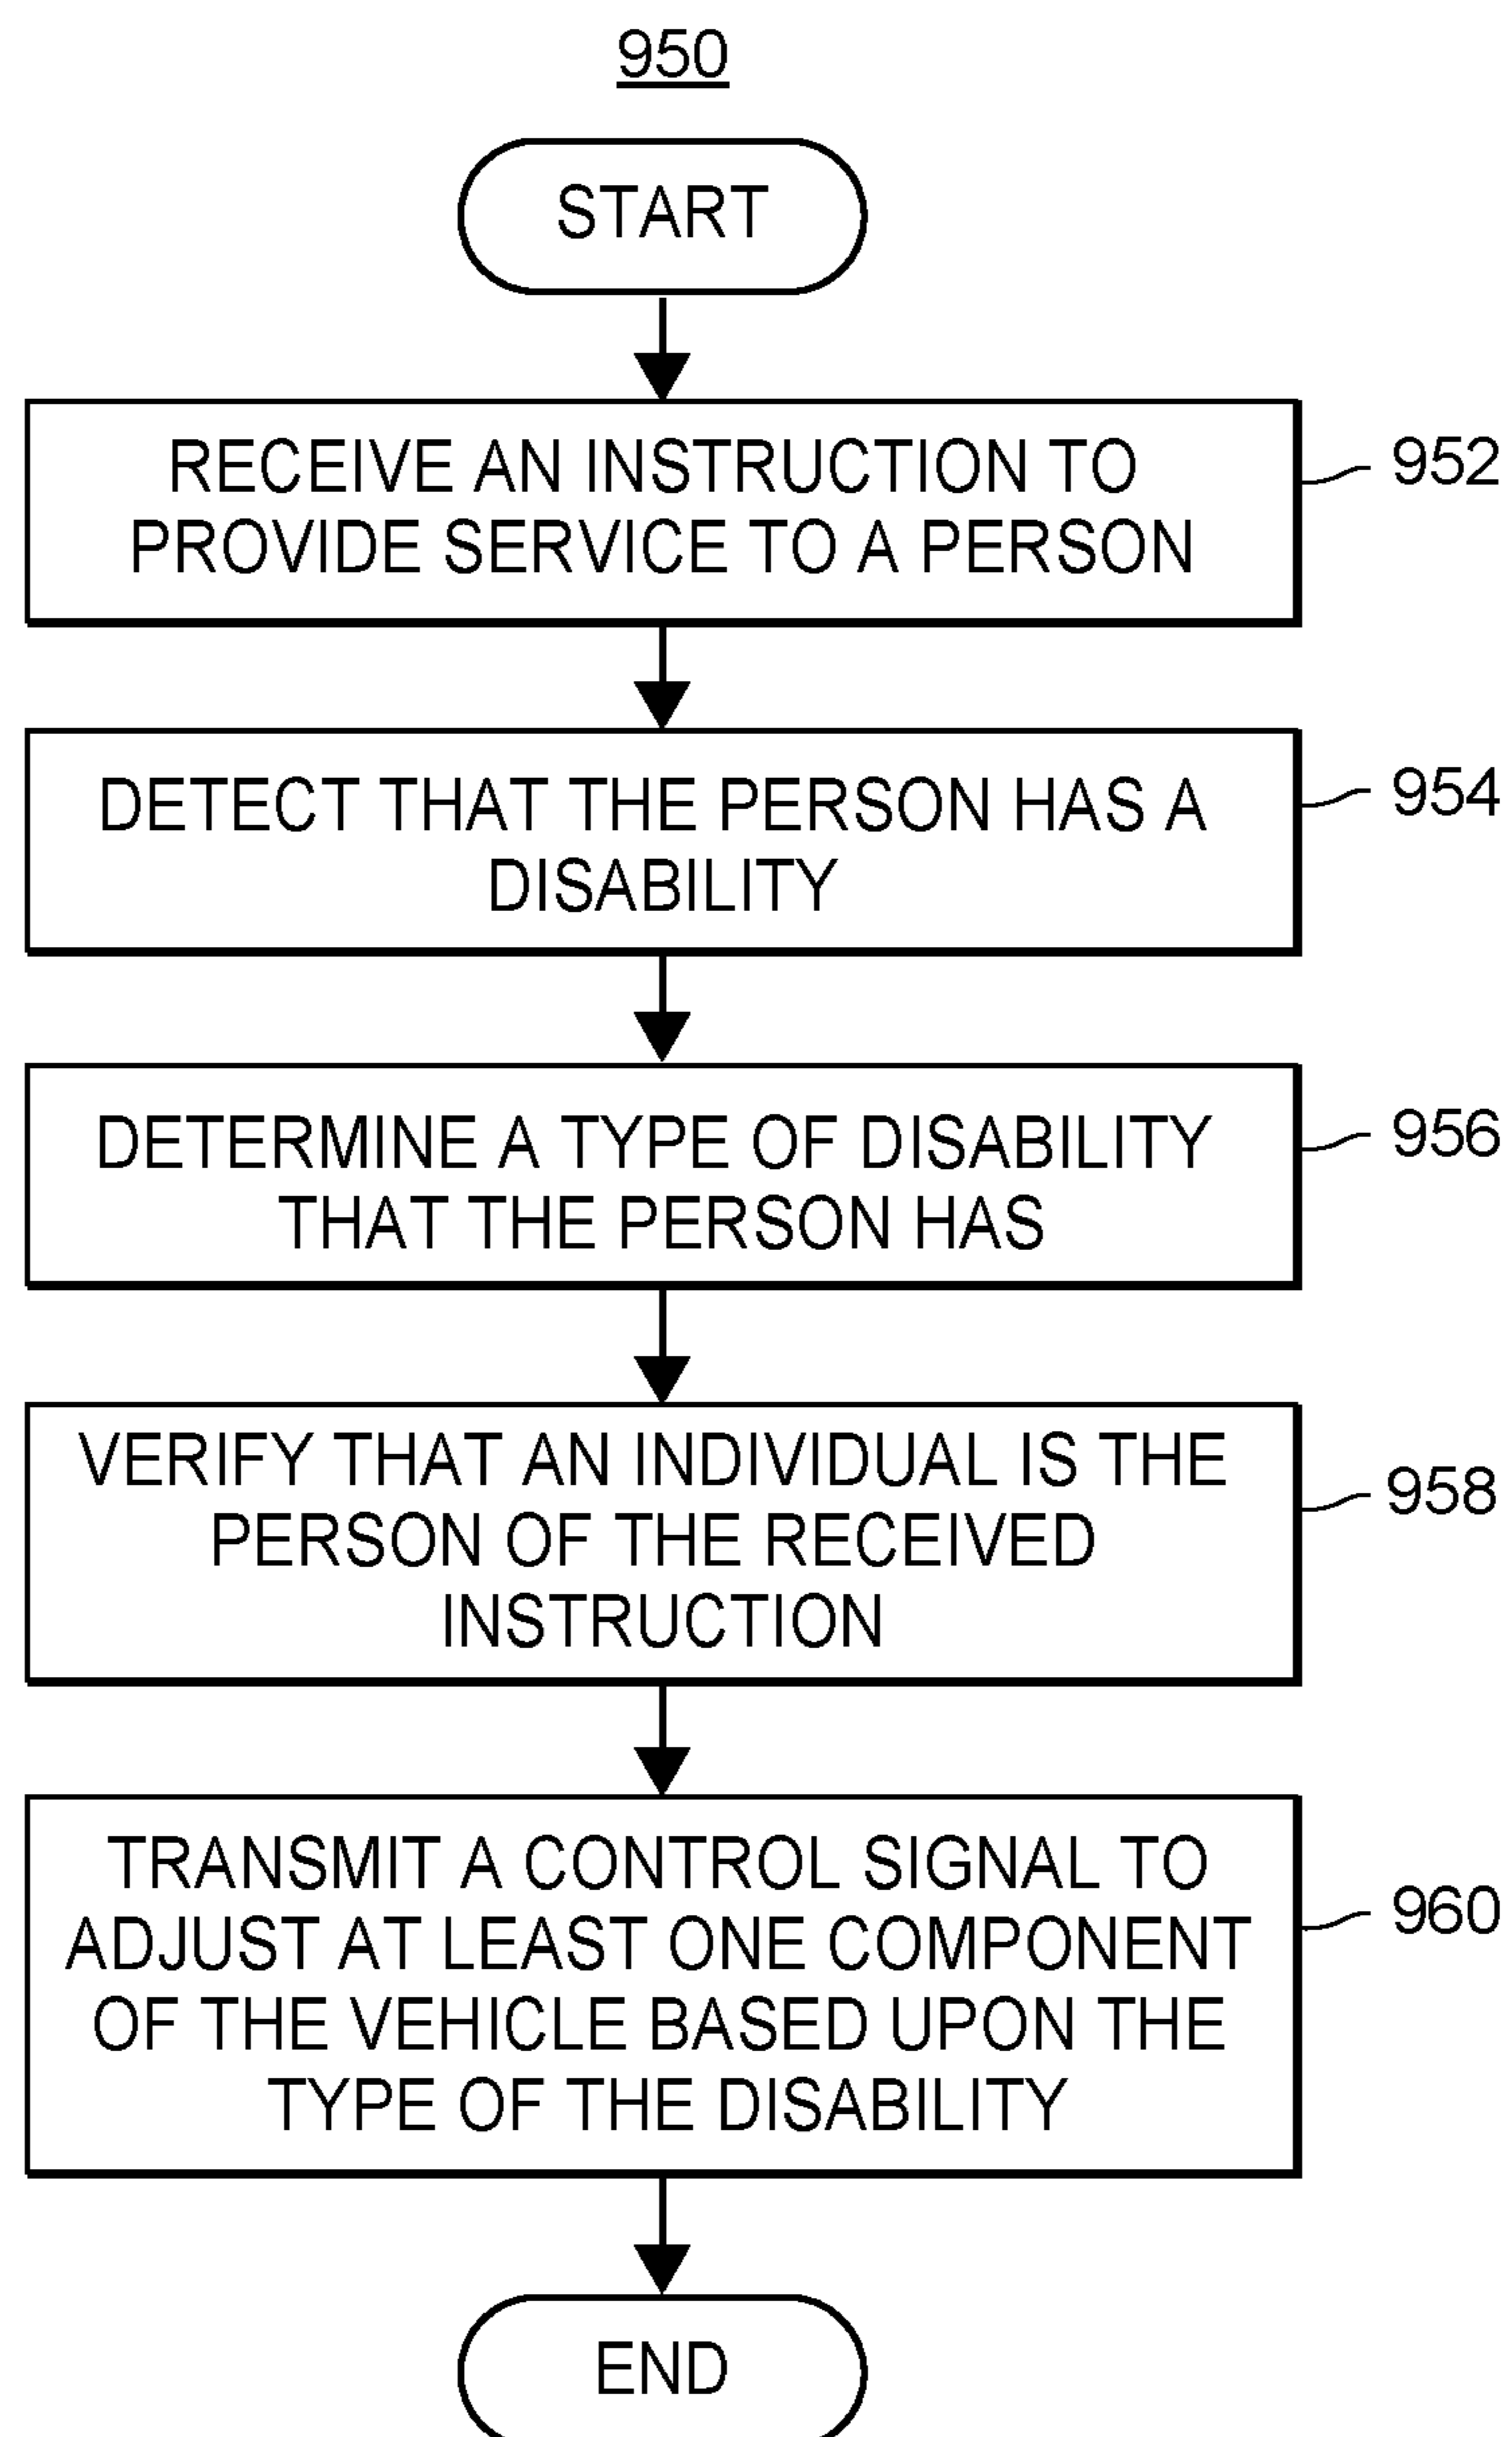 950
START
RECEIVE AN INSTRUCTION TO
PROVIDE SERVICE TO A PERSON
952
DETECT THAT THE PERSON HAS A
DISABILITY
954
DETERMINE A TYPE OF DISABILITY
THAT THE PERSON HAS
956
VERIFY THAT AN INDIVIDUAL IS THE
PERSON OF THE RECEIVED
INSTRUCTION
958
TRANSMIT A CONTROL SIGNAL TO
ADJUST AT LEAST ONE COMPONENT
OF THE VEHICLE BASED UPON THE
TYPE OF THE DISABILITY
960
END